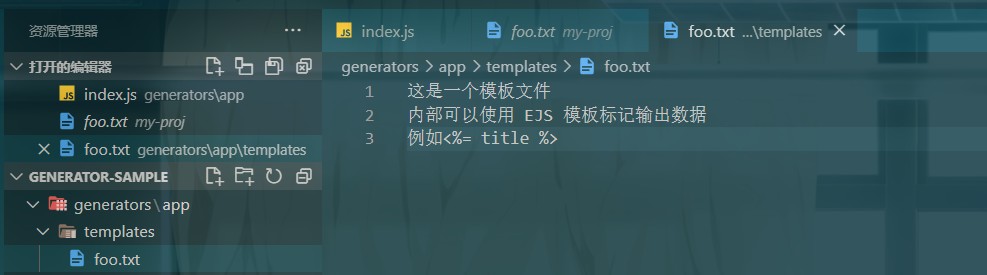 资源管理器
打开的编辑器
index.js generators\app
foo.txt my-proj
foo.txt generators\app\templates
GENERATOR-SAMPLE
generators\app
templates
foo.txt
index.js
foo.txt my-proj
foo.txt ...\templates
generators > app > templates > foo.txt
1 这是一个模板文件
2 内部可以使用 EJS 模板标记输出数据
3 例如<%= title %>